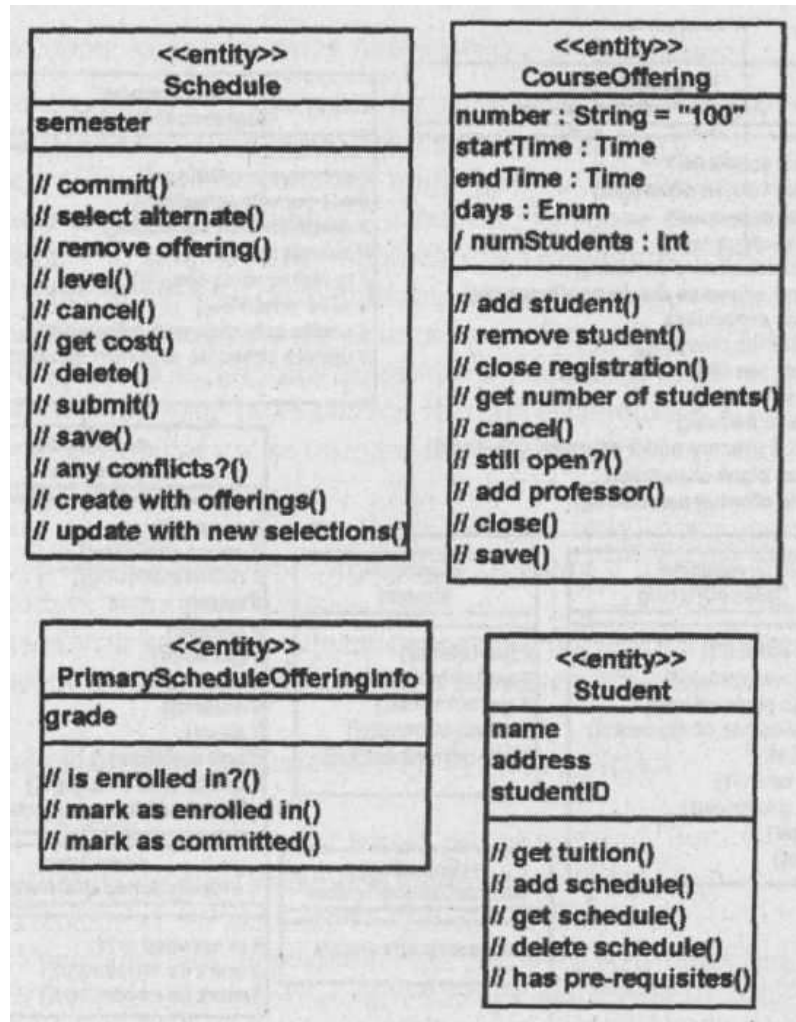 <<entity>>
Schedule
semester
// commit()
// select alternate()
// remove offering()
// level()
// cancel()
// get cost()
// delete()
// submit()
// save()
// any conflicts?()
// create with offerings()
// update with new selections()
<<entity>>
CourseOffering
number : String = "100"
startTime : Time
endTime : Time
days : Enum
/ numStudents : Int
// add student()
// remove student()
// close registration()
// get number of students()
// cancel()
// still open?()
// add professor()
// close()
// save()
<<entity>>
PrimaryScheduleOfferingInfo
grade
// is enrolled in?()
// mark as enrolled in()
// mark as committed()
<<entity>>
Student
name
address
studentID
// get tuition()
// add schedule()
// get schedule()
// delete schedule()
// has pre-requisites()